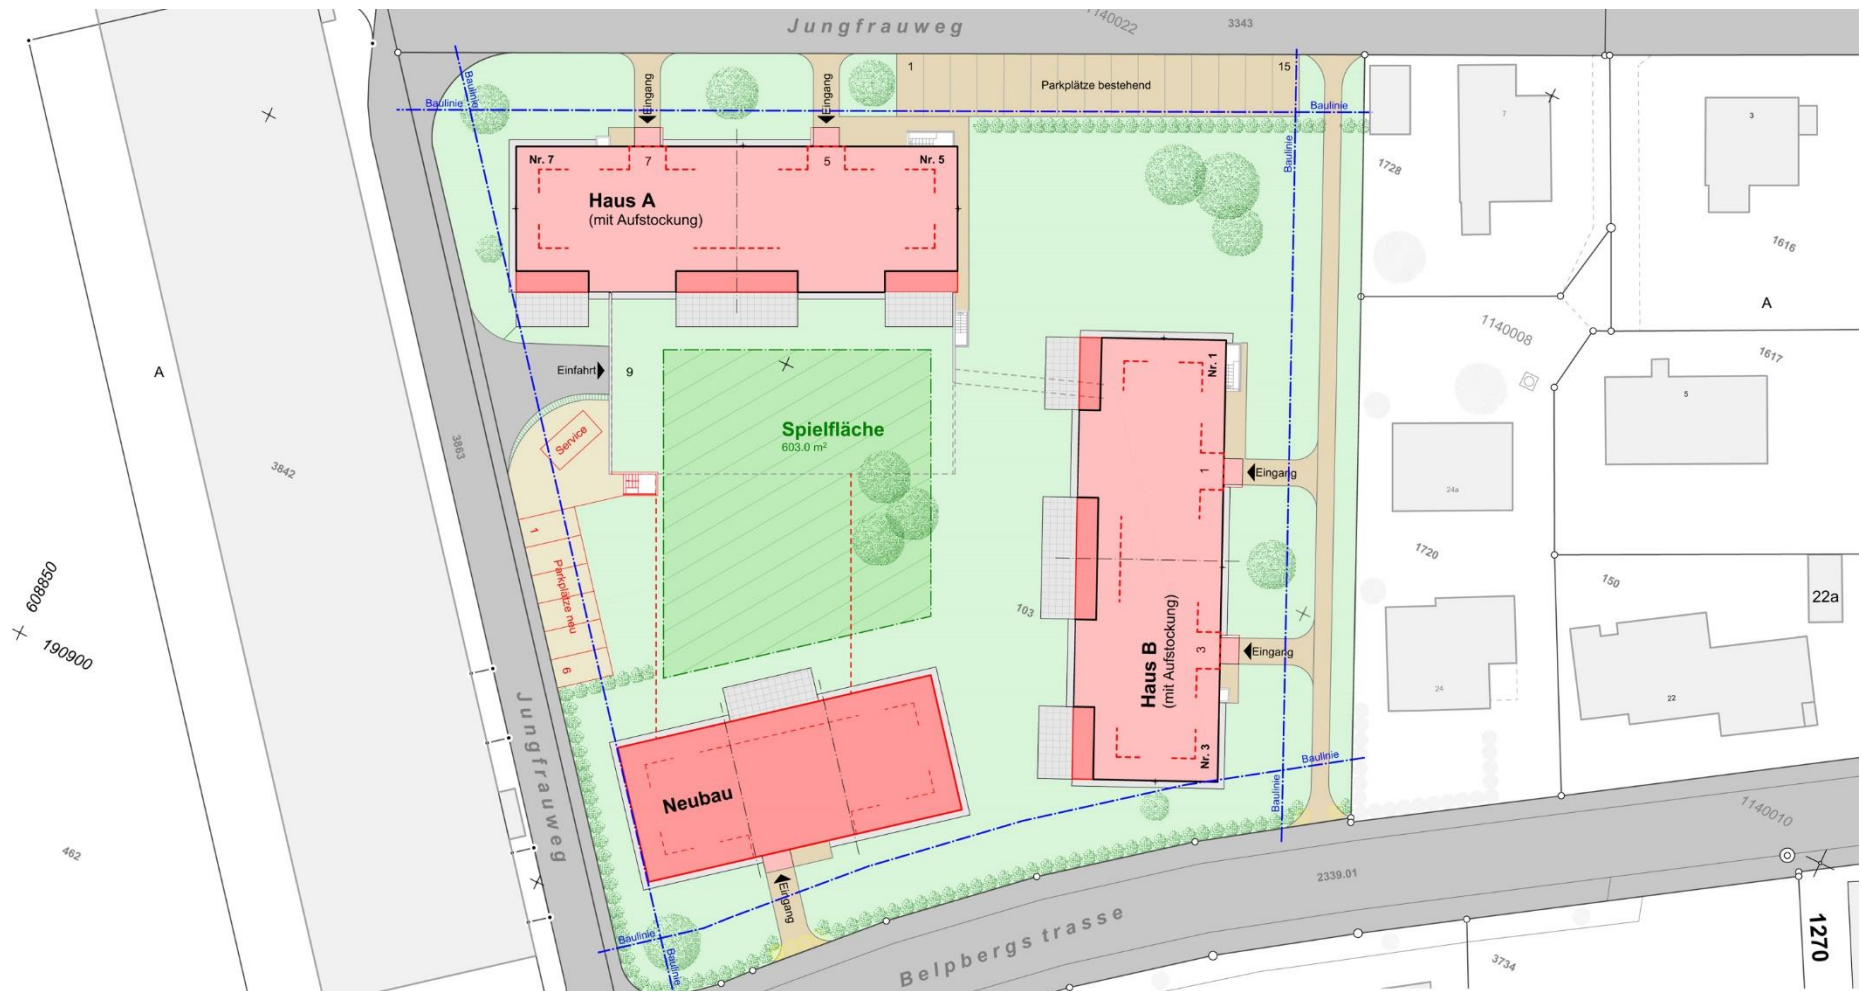 Jungfrauweg
1140022
3343
Baulinie
Baulinie
Eingang
Eingang
1
15
Parkplätze bestehend
Baulinie
Baulinie
7
3
1728
1616
A
Nr. 7
7
5
Nr. 5
Haus A
(mit Aufstockung)
1140008
1617
5
A
Einfahrt
9
Nr. 1
Spielfläche
603.0 m²
Service
3863
3842
1
Eingang
24a
1
Parkplätze neu
6
1720
150
22a
608850
190900
103
Haus B
(mit Aufstockung)
3
Eingang
24
22
Nr. 3
Jungfrauweg
Neubau
Baulinie
Baulinie
1140010
462
Eingang
2339.01
Baulinie
Baulinie
Belpbergstrasse
1270
3734